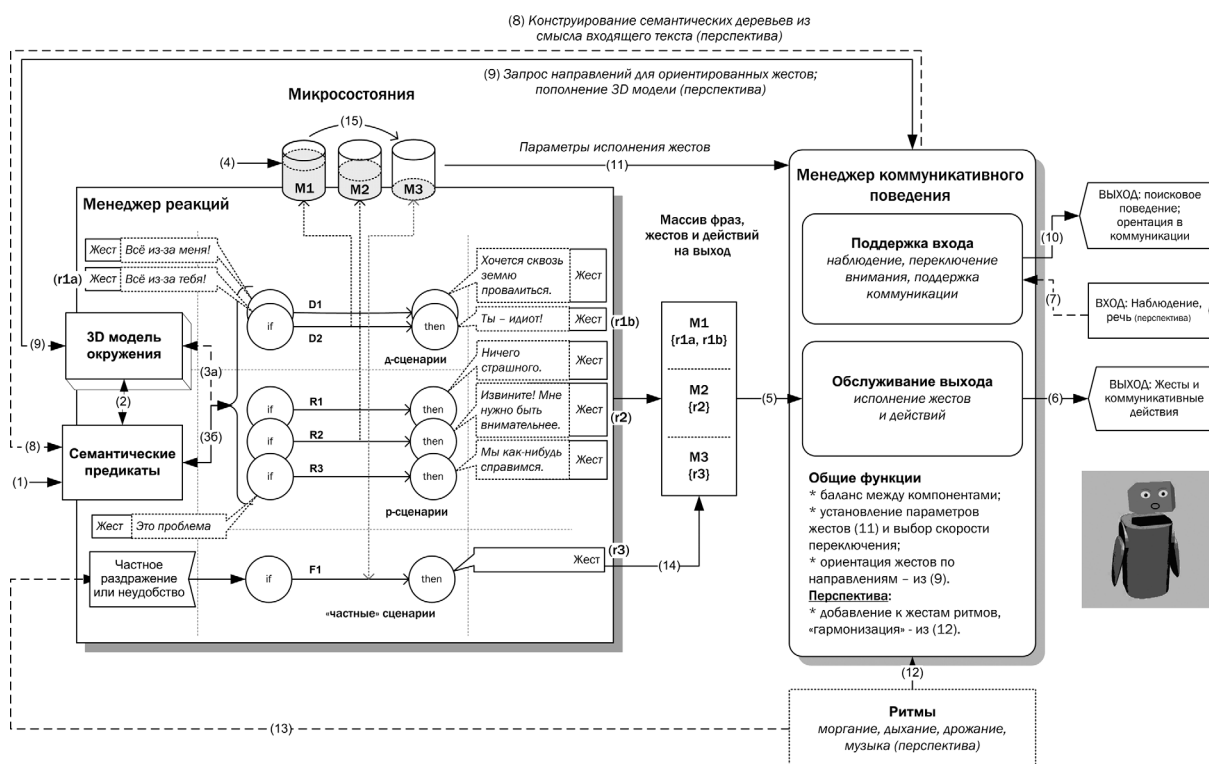 (8) Конструирование семантических деревьев из
смысла входящего текста (перспектива)
(9) Запрос направлений для ориентированных жестов;
пополнение 3D модели (перспектива)
Микросостояния
(15)
(4)
M1
M2
M3
Параметры исполнения жестов
(11)
Менеджер реакций
Жест
Всё из-за меня!
(r1a)
Жест
Всё из-за тебя!
if
D1
D2
then
Хочется сквозь
землю
провалиться.
Жест
Ты – идиот!
Жест
(r1b)
д-сценарии
(9)
3D модель
окружения
(3а)
(2)
(3б)
(8)
(1)
Семантические
предикаты
if
R1
then
if
R2
then
if
R3
then
Ничего
страшного.
Извините! Мне
нужно быть
внимательнее.
Мы как-нибудь
справимся.
Жест
Жест
Жест
(r2)
р-сценарии
Жест
Это проблема
Частное
раздражение
или неудобство
if
F1
then
Жест
(r3)
(14)
«частные» сценарии
Массив фраз,
жестов и действий
на выход
M1
{r1a, r1b}
M2
{r2}
M3
{r3}
(5)
Менеджер коммуникативного
поведения
Поддержка входа
наблюдение, переключение
внимания, поддержка
коммуникации
Обслуживание выхода
исполнение жестов
и действий
Общие функции
* баланс между компонентами;
* установление параметров
жестов (11) и выбор скорости
переключения;
* ориентация жестов по
направлениям – из (9).
Перспектива:
* добавление к жестам ритмов,
«гармонизация» - из (12).
(10)
ВЫХОД: поисковое
поведение;
орентация в
коммуникации
(7)
ВХОД: Наблюдение,
речь (перспектива)
(
(6)
ВЫХОД: Жесты и
коммуникативные
действия
(12)
Ритмы
моргание, дыхание, дрожание,
музыка (перспектива)
(13)